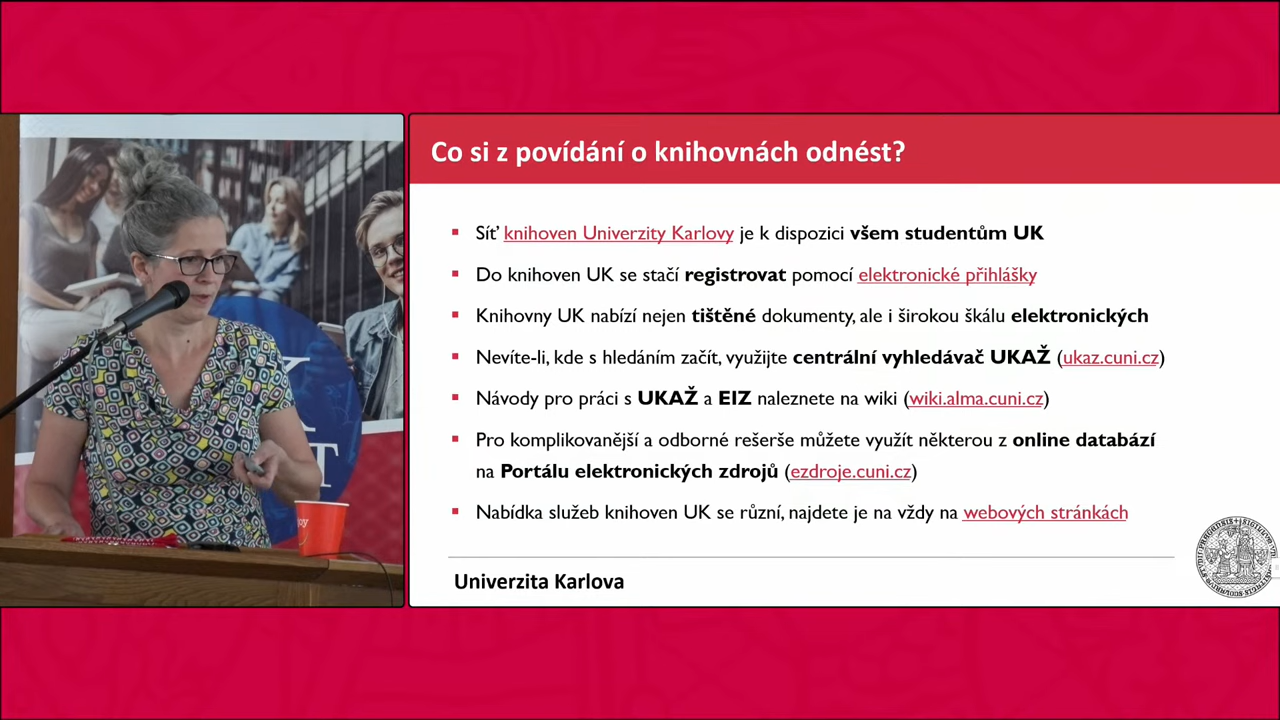 Co si z povídání o knihovnách odnést?
Síť knihoven Univerzity Karlovy je k dispozici všem studentům UK
Do knihoven UK se stačí registrovat pomocí elektronické přihlášky
Knihovny UK nabízí nejen tištěné dokumenty, ale i širokou škálu elektronických
Nevíte-li, kde s hledáním začít, využijte centrální vyhledávač UKAŽ (ukaz.cuni.cz)
Návody pro práci s UKAŽ a EIZ naleznete na wiki (wiki.alma.cuni.cz)
Pro komplikovanější a odborné rešerše můžete využít některou z online databází
na Portálu elektronických zdrojů (ezdroje.cuni.cz)
Nabídka služeb knihoven UK se různí, najdete je na vždy na webových stránkách
Univerzita Karlova